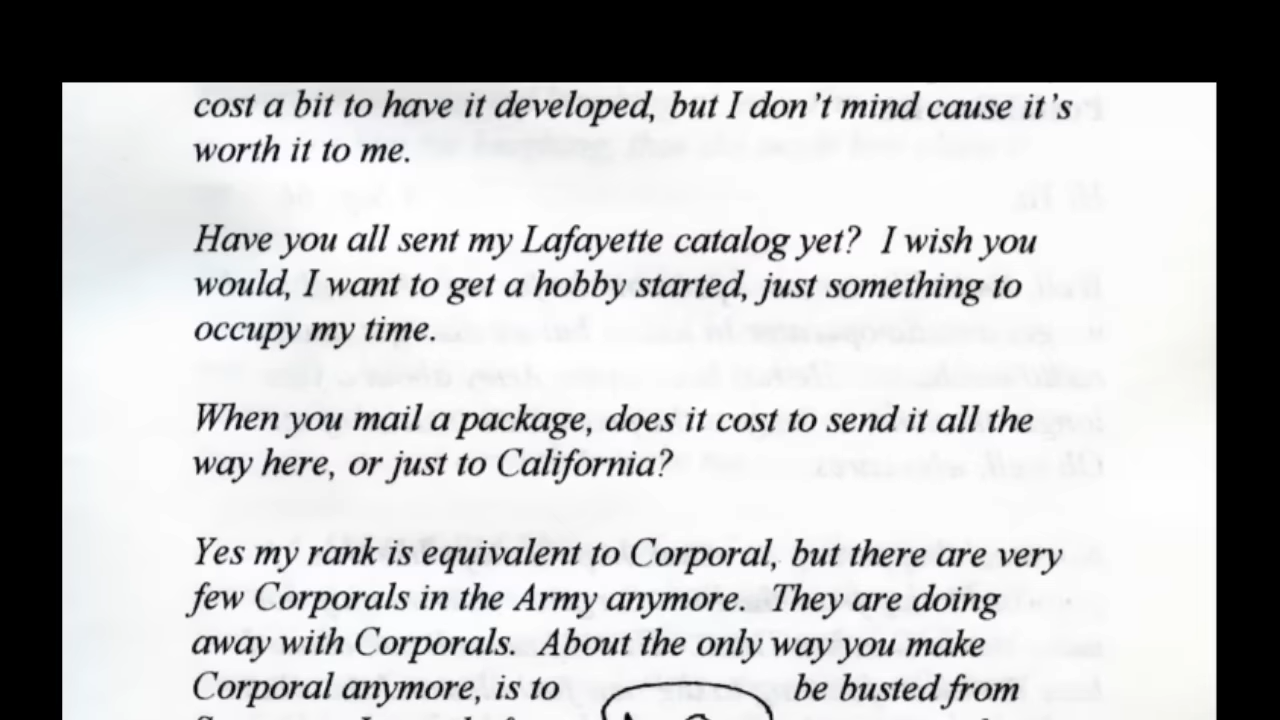 cost a bit to have it developed, but I don't mind cause it's
worth it to me.
Have you all sent my Lafayette catalog yet?  I wish you
would, I want to get a hobby started, just something to
occupy my time.
When you mail a package, does it cost to send it all the
way here, or just to California?
Yes my rank is equivalent to Corporal, but there are very
few Corporals in the Army anymore.  They are doing
away with Corporals.  About the only way you make
Corporal anymore, is to be busted from